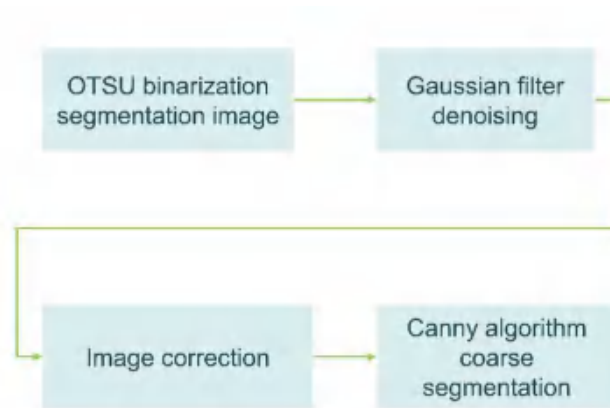 OTSU binarization
segmentation image
Gaussian filter
denoising
Image correction
Canny algorithm
coarse
segmentation